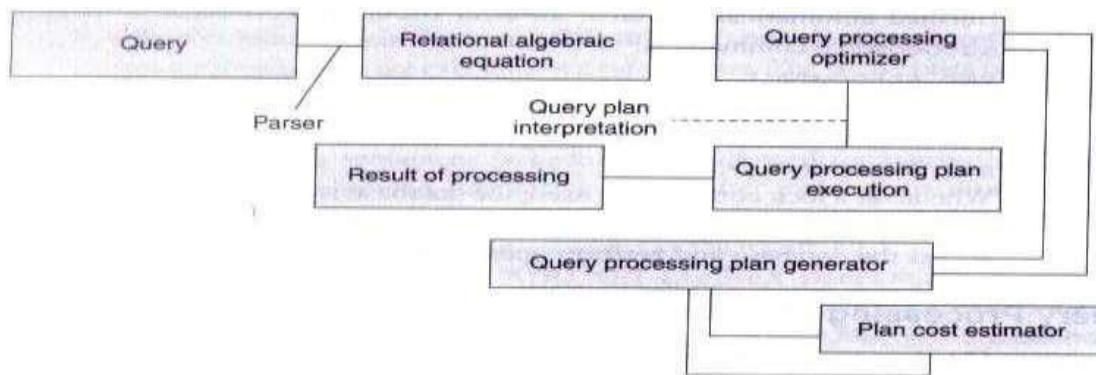 Query
Relational algebraic
equation
Query processing
optimizer
Parser
Query plan
interpretation
Result of processing
Query processing plan
execution
Query processing plan generator
Plan cost estimator